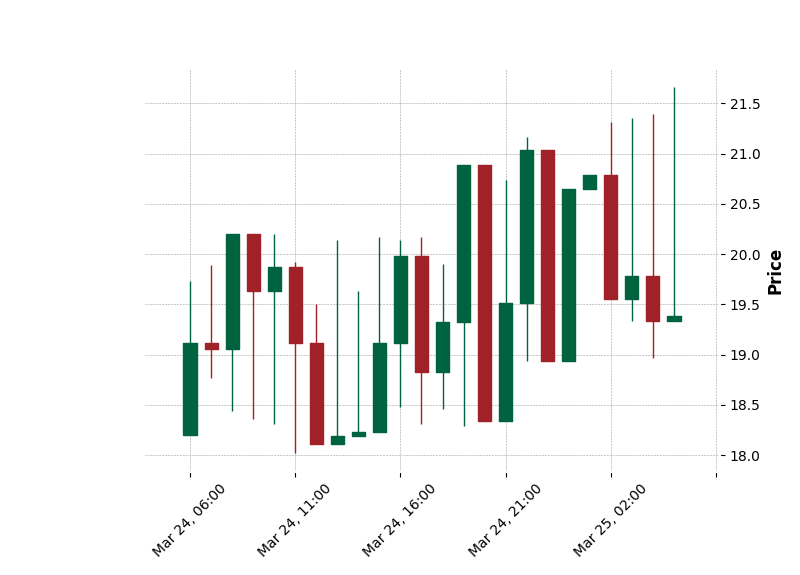 21.5
21.0
20.5
20.0
19.5
19.0
18.5
18.0
Price
Mar 24, 06:00
Mar 24, 11:00
Mar 24, 16:00
Mar 24, 21:00
Mar 25, 02:00